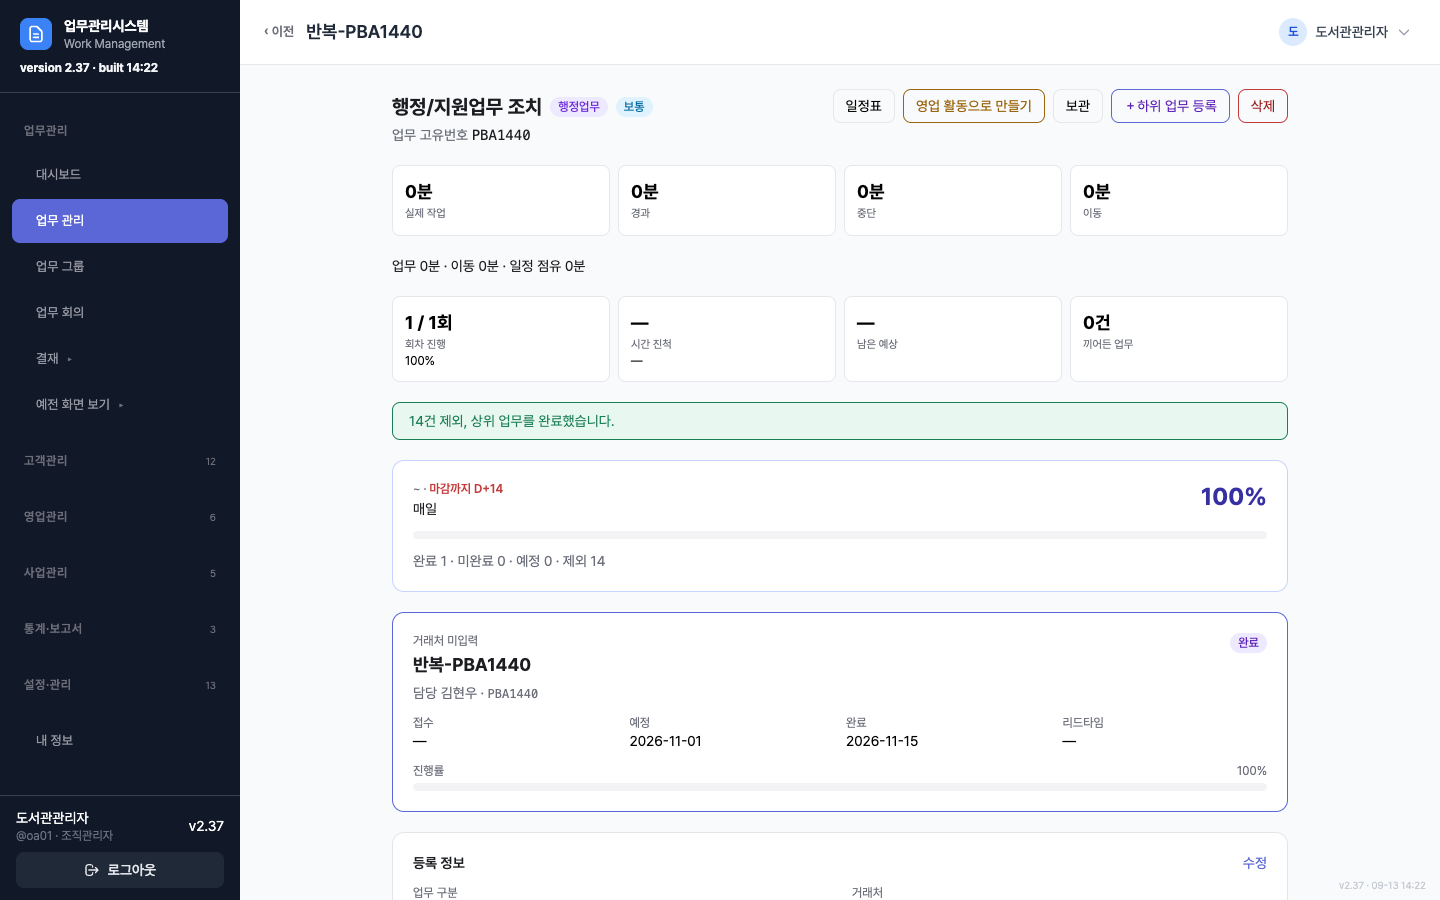 업무관리시스템
Work Management
version 2.37 · built 14:22
업무관리
대시보드
업무 관리
업무 그룹
업무 회의
결재 ▸
예전 화면 보기 ▸
고객관리 12
영업관리 6
사업관리 5
통계·보고서 3
설정·관리 13
내 정보
도서관관리자
@oa01 · 조직관리자
v2.37
로그아웃
‹ 이전 반복-PBA1440
도 도서관관리자
행정/지원업무 조치 행정업무 보통
업무 고유번호 PBA1440
일정표 영업 활동으로 만들기 보관 + 하위 업무 등록 삭제
0분 0분 0분 0분
실제 작업 경과 중단 이동
업무 0분 · 이동 0분 · 일정 점유 0분
1 / 1회 — — 0건
회차 진행 시간 진척 남은 예상 끼어든 업무
100% —
14건 제외, 상위 업무를 완료했습니다.
~ · 마감까지 D+14
매일
100%
완료 1 · 미완료 0 · 예정 0 · 제외 14
거래처 미입력 완료
반복-PBA1440
담당 김현우 · PBA1440
접수 예정 완료 리드타임
— 2026-11-01 2026-11-15 —
진행률 100%
등록 정보 수정
업무 구분 거래처
v2.37 · 09-13 14:22